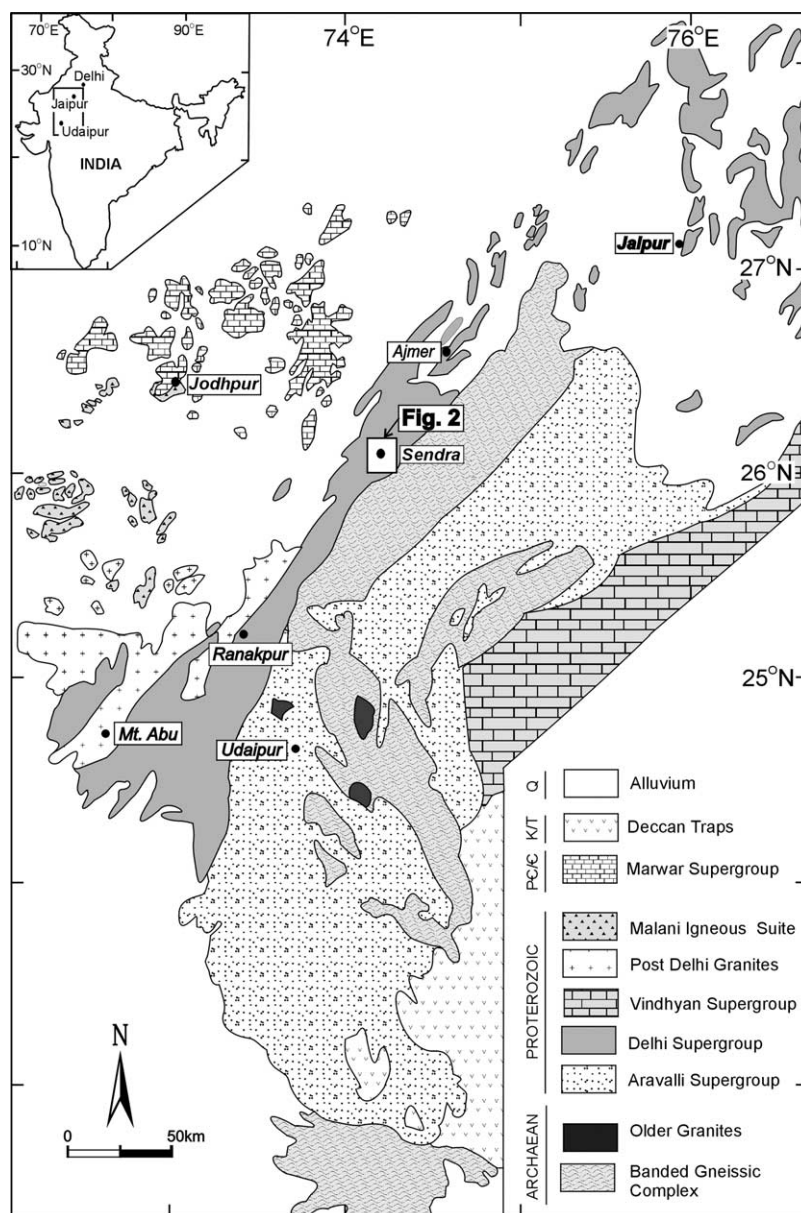 70°E
90°E
74°E
76°E
30°N
Delhi
Jaipur
Udaipur
INDIA
10°N
Jaipur
27°N
Ajmer
Jodhpur
Fig. 2
Sendra
26°N
Ranakpur
25°N
Mt. Abu
Udaipur
Q
Alluvium
K/T
Deccan Traps
PЄ/Є
Marwar Supergroup
PROTEROZOIC
Malani Igneous Suite
Post Delhi Granites
Vindhyan Supergroup
Delhi Supergroup
Aravalli Supergroup
ARCHAEAN
Older Granites
Banded Gneissic
Complex
N
0 50km